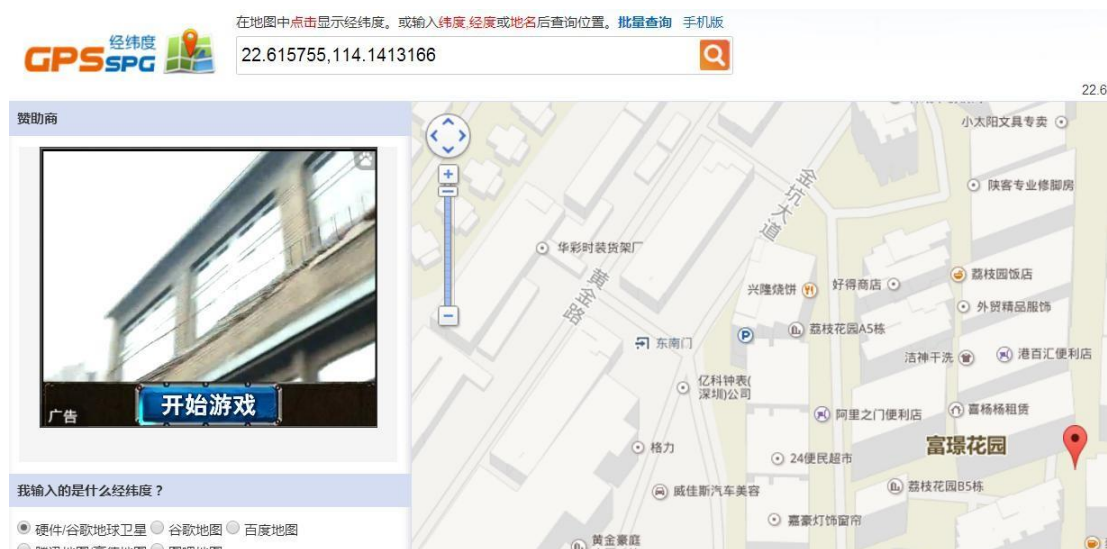 在地图中点击显示经纬度。或输入纬度,经度或地名后查询位置。批量查询 手机版
GPSspg 经纬度
22.615755,114.1413166
22.6
赞助商
广告
开始游戏
我输入的是什么经纬度？
硬件/谷歌地球卫星 谷歌地图 百度地图
小太阳文具专卖
陕客专业修脚房
金坑大道
华彩时装货架厂
黄金路
荔枝园饭店
兴隆烧饼
好得商店
外贸精品服饰
P
荔枝花园A5栋
东南门
洁神干洗
港百汇便利店
亿科钟表(
深圳)公司
阿里之门便利店
喜杨杨租赁
富璟花园
格力
24便民超市
威佳斯汽车美容
荔枝花园B5栋
嘉豪灯饰窗帘
黄金豪庭